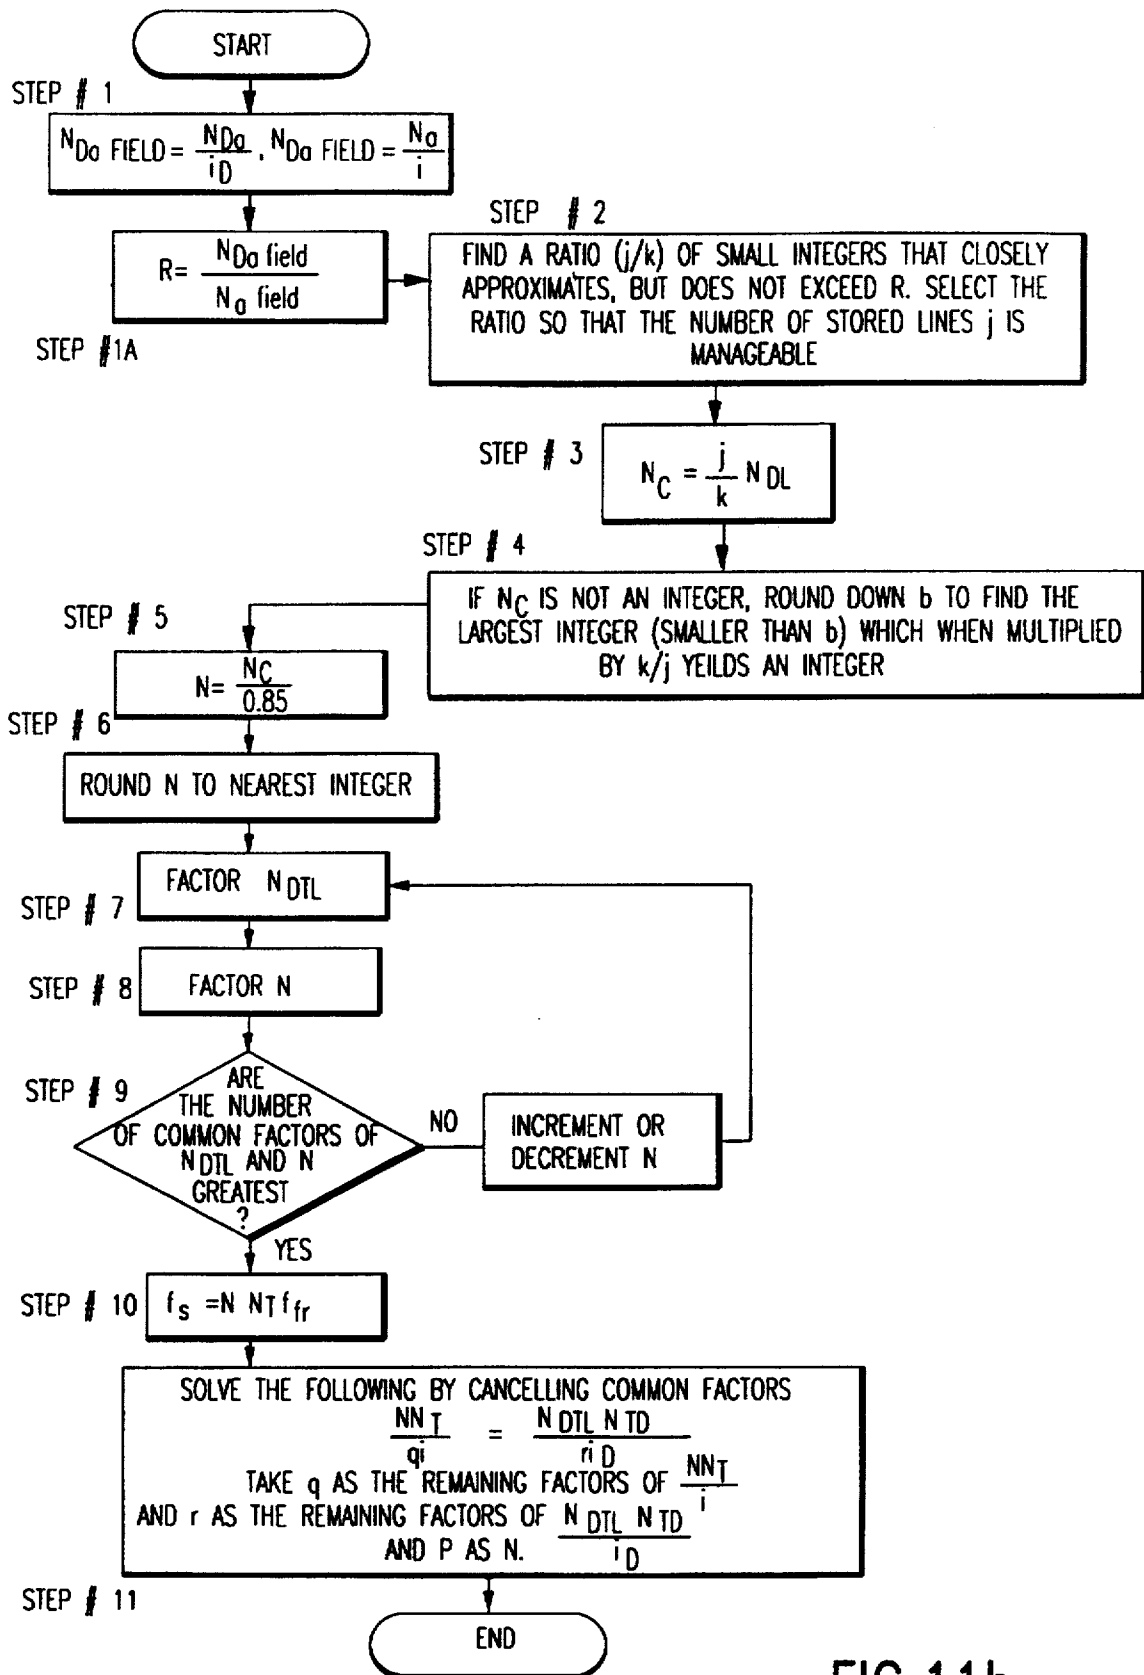 START
STEP # 1
N_Da FIELD = N_Da / i_D , N_Da FIELD = N_a / i
R = N_Da field / N_a field
STEP #1A
STEP # 2
FIND A RATIO (j/k) OF SMALL INTEGERS THAT CLOSELY
APPROXIMATES, BUT DOES NOT EXCEED R. SELECT THE
RATIO SO THAT THE NUMBER OF STORED LINES j IS
MANAGEABLE
STEP # 3
N_C = j/k N_DL
STEP # 4
IF N_C IS NOT AN INTEGER, ROUND DOWN b TO FIND THE
LARGEST INTEGER (SMALLER THAN b) WHICH WHEN MULTIPLIED
BY k/j YEILDS AN INTEGER
STEP # 5
N = N_C / 0.85
STEP # 6
ROUND N TO NEAREST INTEGER
FACTOR N_DTL
STEP # 7
FACTOR N
STEP # 8
STEP # 9
ARE
THE NUMBER
OF COMMON FACTORS OF
N_DTL AND N
GREATEST
?
NO
INCREMENT OR
DECREMENT N
YES
STEP # 10
f_s = N N_T f_fr
SOLVE THE FOLLOWING BY CANCELLING COMMON FACTORS
NN_T / qi = N_DTL N_TD / ri_D
TAKE q AS THE REMAINING FACTORS OF NN_T / i
AND r AS THE REMAINING FACTORS OF N_DTL N_TD / i_D
AND P AS N.
STEP # 11
END
FIG.11b